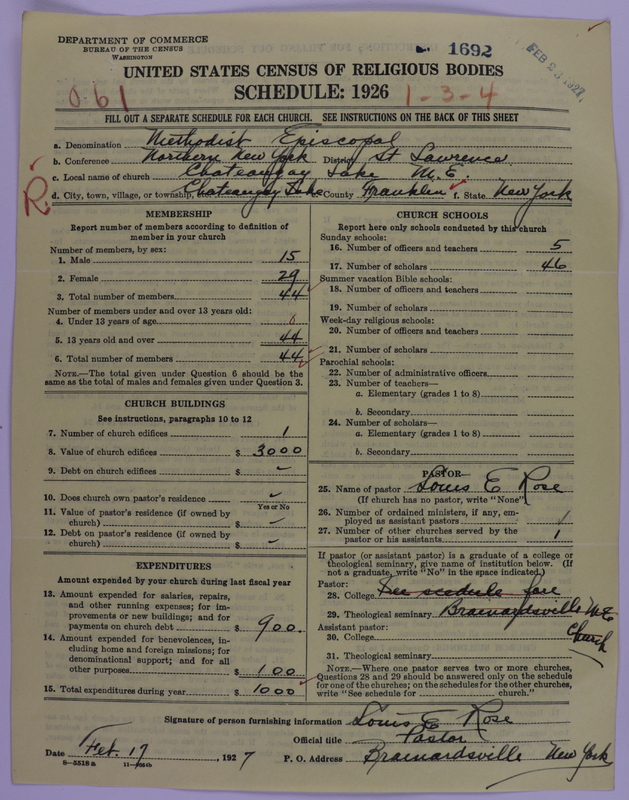 DEPARTMENT OF COMMERCE
BUREAU OF THE CENSUS
WASHINGTON
1692
FEB 23 1927
UNITED STATES CENSUS OF RELIGIOUS BODIES
SCHEDULE: 1926
0.61
1-3-4
FILL OUT A SEPARATE SCHEDULE FOR EACH CHURCH. SEE INSTRUCTIONS ON THE BACK OF THIS SHEET
a. Denomination Methodist Episcopal
b. Conference Northern New York District St Lawrence
c. Local name of church Chateaugay Lake M.E.
d. City, town, village, or township, Chateaugay Lake County Franklin f. State New York
R
MEMBERSHIP
Report number of members according to definition of member in your church
Number of members, by sex:
1. Male 15
2. Female 29
3. Total number of members 44
Number of members under and over 13 years old:
4. Under 13 years of age 0
5. 13 years old and over 44
6. Total number of members 44
NOTE.—The total given under Question 6 should be the same as the total of males and females given under Question 3.
CHURCH BUILDINGS
See instructions, paragraphs 10 to 12
7. Number of church edifices 1
8. Value of church edifices $ 3000
9. Debt on church edifices $ -
10. Does church own pastor's residence -
Yes or No
11. Value of pastor's residence (if owned by church) $ -
12. Debt on pastor's residence (if owned by church) $ -
EXPENDITURES
Amount expended by your church during last fiscal year
13. Amount expended for salaries, repairs, and other running expenses; for improvements or new buildings; and for payments on church debt $ 900.
14. Amount expended for benevolences, including home and foreign missions; for denominational support; and for all other purposes $ 100
15. Total expenditures during year $ 1000
CHURCH SCHOOLS
Report here only schools conducted by this church
Sunday schools:
16. Number of officers and teachers 5
17. Number of scholars 46
Summer vacation Bible schools:
18. Number of officers and teachers
19. Number of scholars
Week-day religious schools:
20. Number of officers and teachers
21. Number of scholars
Parochial schools:
22. Number of administrative officers
23. Number of teachers—
a. Elementary (grades 1 to 8)
b. Secondary
24. Number of scholars—
a. Elementary (grades 1 to 8)
b. Secondary
PASTOR
25. Name of pastor Louis E Rose
(If church has no pastor, write "None")
26. Number of ordained ministers, if any, employed as assistant pastors /
27. Number of other churches served by the pastor or his assistants 1
If pastor (or assistant pastor) is a graduate of a college or theological seminary, give name of institution below. (If not a graduate, write "No" in the space indicated.)
Pastor:
28. College See scedule fore
29. Theological seminary Brainardsville M.E Church
Assistant pastor:
30. College
31. Theological seminary
NOTE.—Where one pastor serves two or more churches, Questions 28 and 29 should be answered only on the schedule for one of the churches; on the schedules for the other churches, write "See schedule for ........ church."
Signature of person furnishing information Louis E Rose
Official title Pastor
Date Feb. 17, 1927 P. O. Address Brainardsville New York
8-5518a